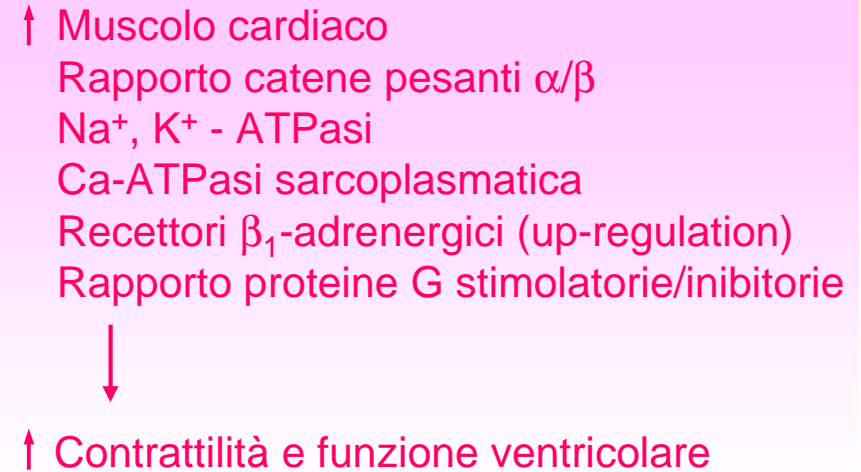 ↑ Muscolo cardiaco
Rapporto catene pesanti α/β
Na⁺, K⁺ - ATPasi
Ca-ATPasi sarcoplasmatica
Recettori β₁-adrenergici (up-regulation)
Rapporto proteine G stimolatorie/inibitorie
↓
↑ Contrattilità e funzione ventricolare